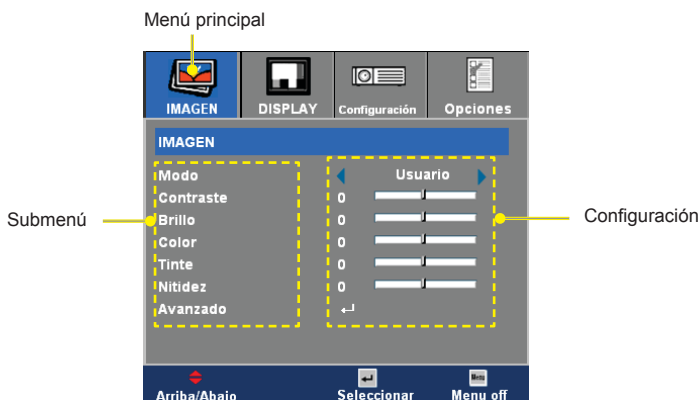 Menú principal
IMAGEN DISPLAY Configuración Opciones
IMAGEN
Modo Usuario
Contraste 0
Submenú Brillo 0 Configuración
Color 0
Tinte 0
Nitidez 0
Avanzado
Arriba/Abajo Seleccionar Menu off